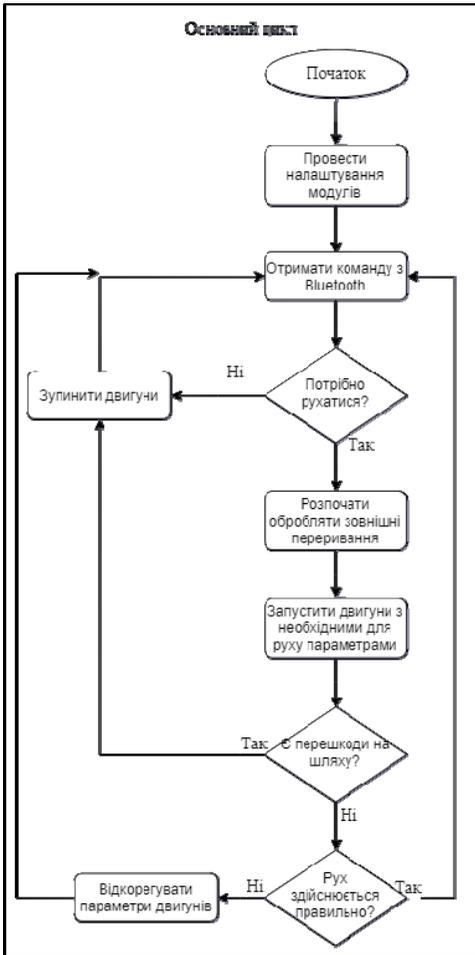 Основний цикл
Початок
Провести
налаштування
модулів
Отримати команду з
Bluetooth
Потрібно
рухатися?
Ні
Зупинити двигуни
Так
Розпочати
обробляти зовнішні
переривання
Запустити двигуни з
необхідними для
руху параметрами
Є перешкоди на
шляху?
Так
Ні
Рух
здійснюється
правильно?
Ні
Так
Відкорегувати
параметри двигунів